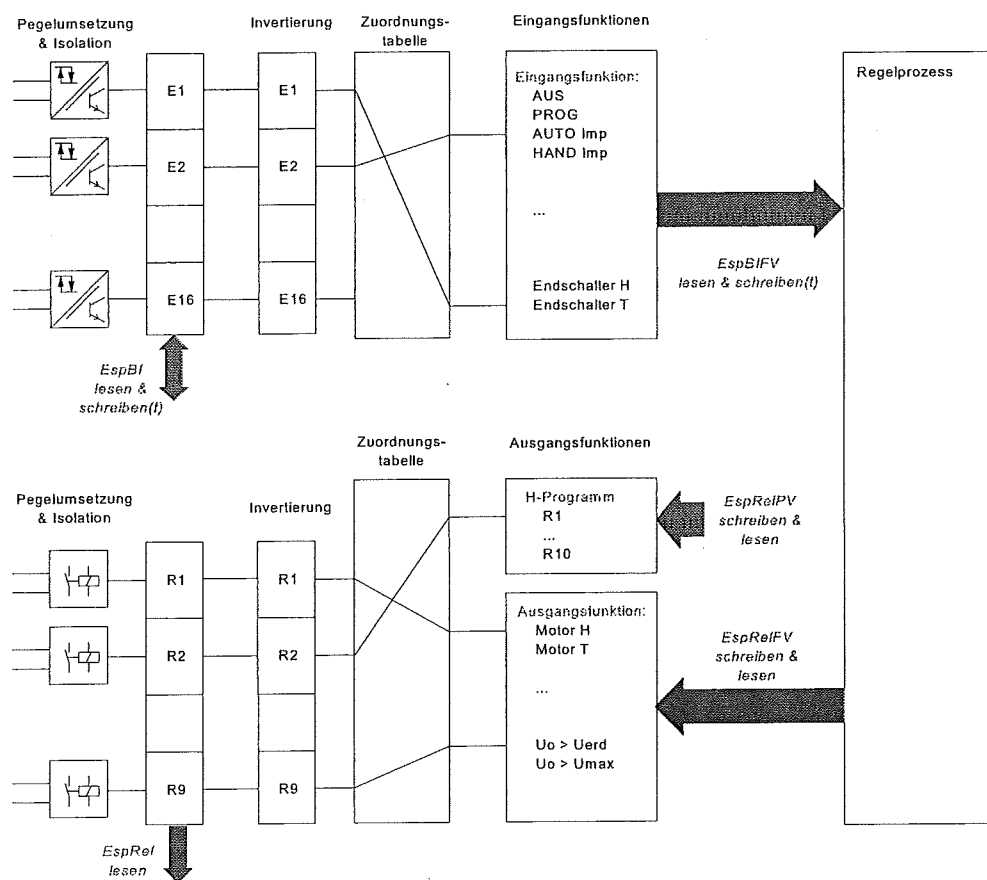 Pegelumsetzung
& Isolation
Invertierung
Zuordnungs-
tabelle
Eingangsfunktionen
E1
E1
E2
E2
E16
E16
EspBI
lesen &
schreiben(t)
Eingangsfunktion:
AUS
PROG
AUTO Imp
HAND Imp
...
Endschalter H
Endschalter T
EspBIFV
lesen & schreiben(t)
Regelprozess
Pegelumsetzung
& Isolation
Invertierung
Zuordnungs-
tabelle
Ausgangsfunktionen
R1
R1
R2
R2
R9
R9
EspRel
lesen
H-Programm
R1
...
R10
EspRelPV
schreiben &
lesen
Ausgangsfunktion:
Motor H
Motor T
...
Uo > Uerd
Uo > Umax
EspRelFV
schreiben &
lesen